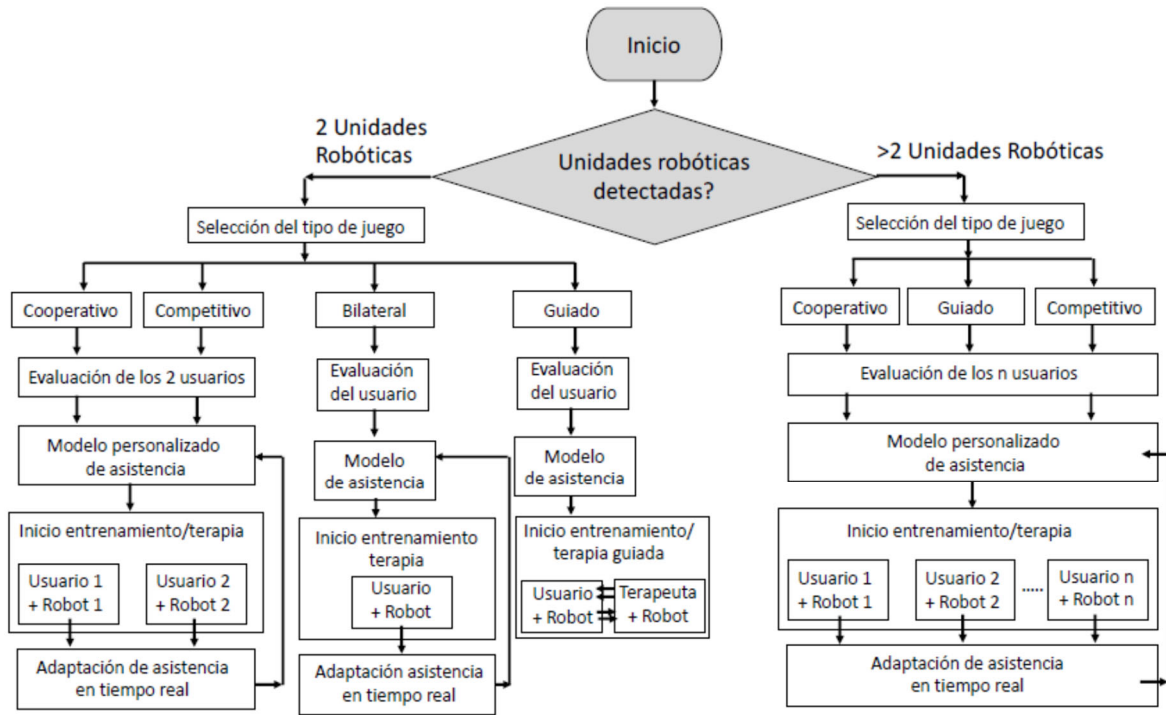 Inicio
2 Unidades
Robóticas
Unidades robóticas
detectadas?
>2 Unidades Robóticas
Selección del tipo de juego
Cooperativo
Competitivo
Bilateral
Guiado
Evaluación de los 2 usuarios
Evaluación
del usuario
Evaluación
del usuario
Modelo personalizado
de asistencia
Modelo
de asistencia
Modelo
de asistencia
Inicio entrenamiento/terapia
Usuario 1
+ Robot 1
Usuario 2
+ Robot 2
Inicio entrenamiento
terapia
Usuario
+ Robot
Inicio entrenamiento/
terapia guiada
Usuario
+ Robot
Terapeuta
+ Robot
Adaptación de asistencia
en tiempo real
Adaptación asistencia
en tiempo real
Selección del tipo de juego
Cooperativo
Guiado
Competitivo
Evaluación de los n usuarios
Modelo personalizado
de asistencia
Inicio entrenamiento/terapia
Usuario 1
+ Robot 1
Usuario 2
+ Robot 2
.....
Usuario n
+ Robot n
Adaptación de asistencia
en tiempo real